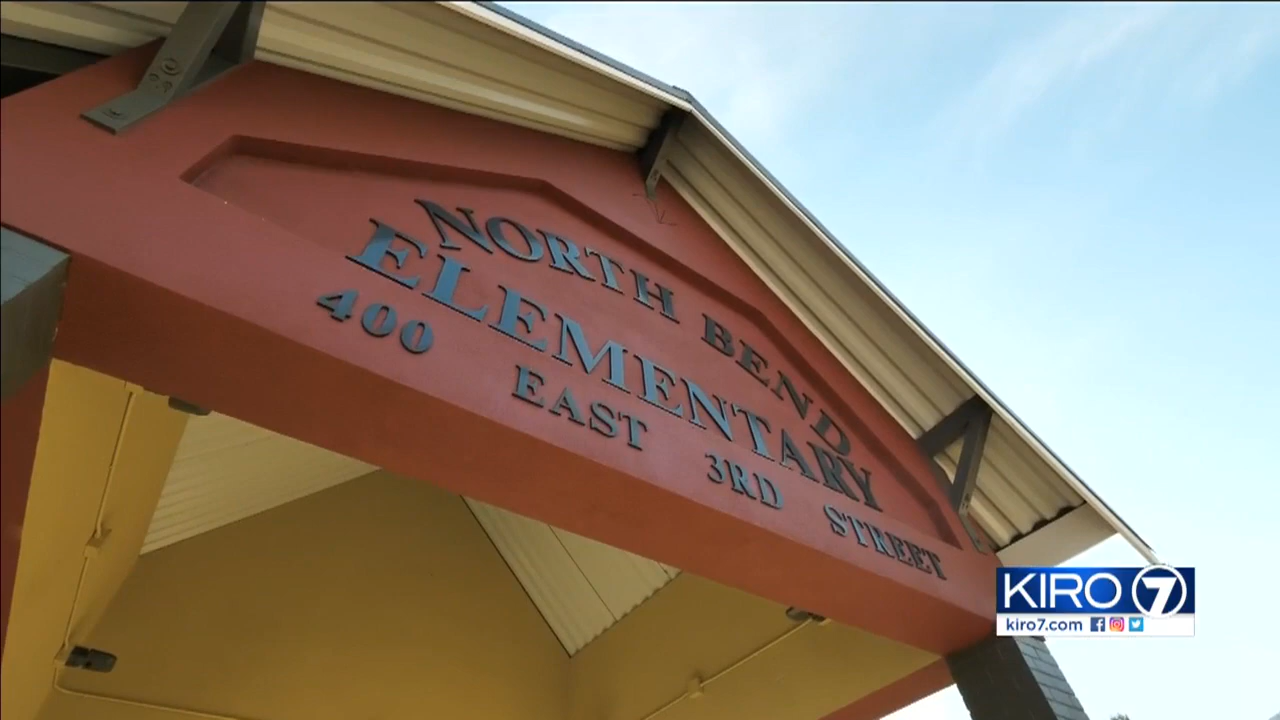 NORTH BEND
ELEMENTARY
400 EAST 3RD STREET
KIRO 7
kiro7.com